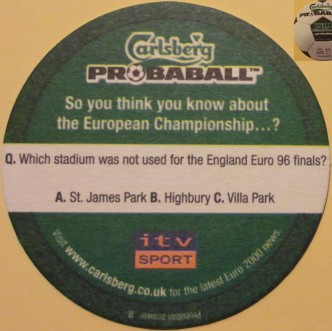 Carlsberg
PROBABALL™
So you think you know about
the European Championship...?
Q. Which stadium was not used for the England Euro 96 finals?
A. St. James Park B. Highbury C. Villa Park
itv
SPORT
Visit www.carlsberg.co.uk for the latest Euro 2000 news.
Probaball answer: B